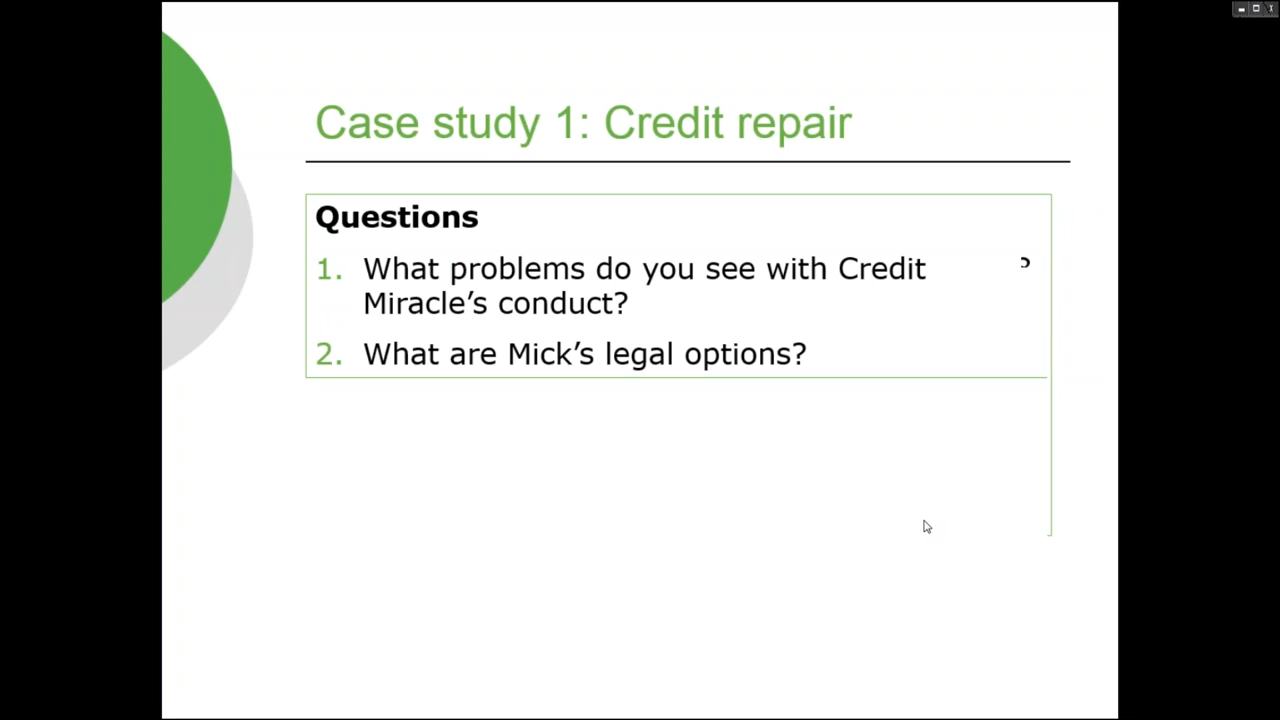 Case study 1: Credit repair
Questions
1. What problems do you see with Credit
Miracle’s conduct?
2. What are Mick’s legal options?